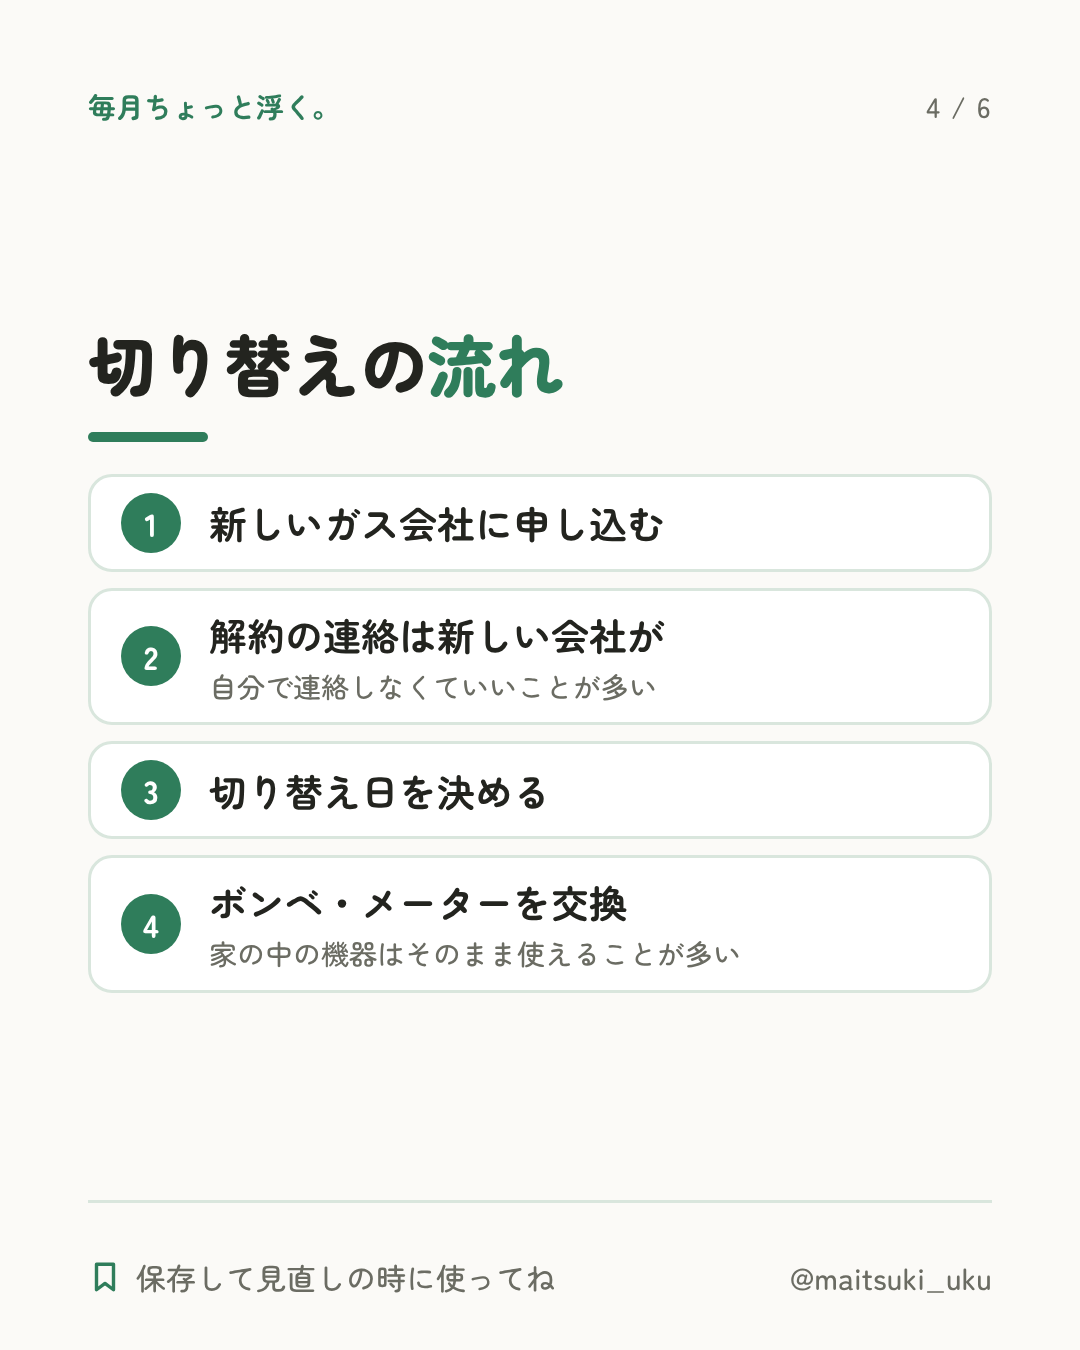 毎月ちょっと浮く。
4 / 6
切り替えの流れ
1 新しいガス会社に申し込む
2 解約の連絡は新しい会社が
自分で連絡しなくていいことが多い
3 切り替え日を決める
4 ボンベ・メーターを交換
家の中の機器はそのまま使えることが多い
保存して見直しの時に使ってね
@maitsuki_uku